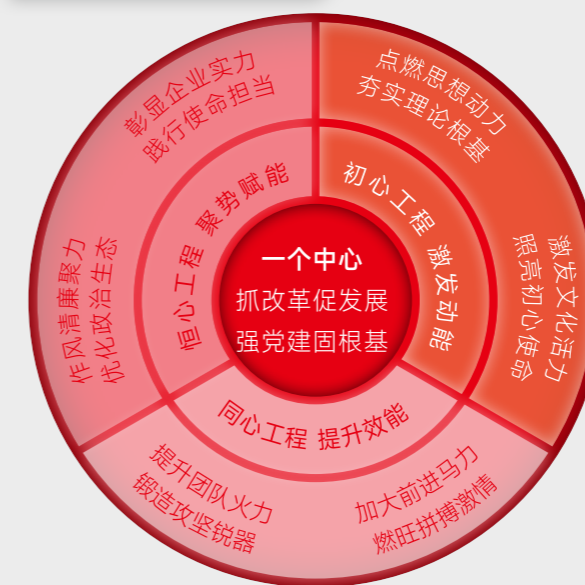 一个中心
抓改革促发展
强党建固根基
初心工程 激发动能
点燃思想动力
夯实理论根基
激发文化活力
照亮初心使命
同心工程 提升效能
加大前进马力
燃旺拼搏激情
提升团队火力
锻造攻坚锐器
恒心工程 聚势赋能
作风清廉聚力
优化政治生态
彰显企业实力
践行使命担当